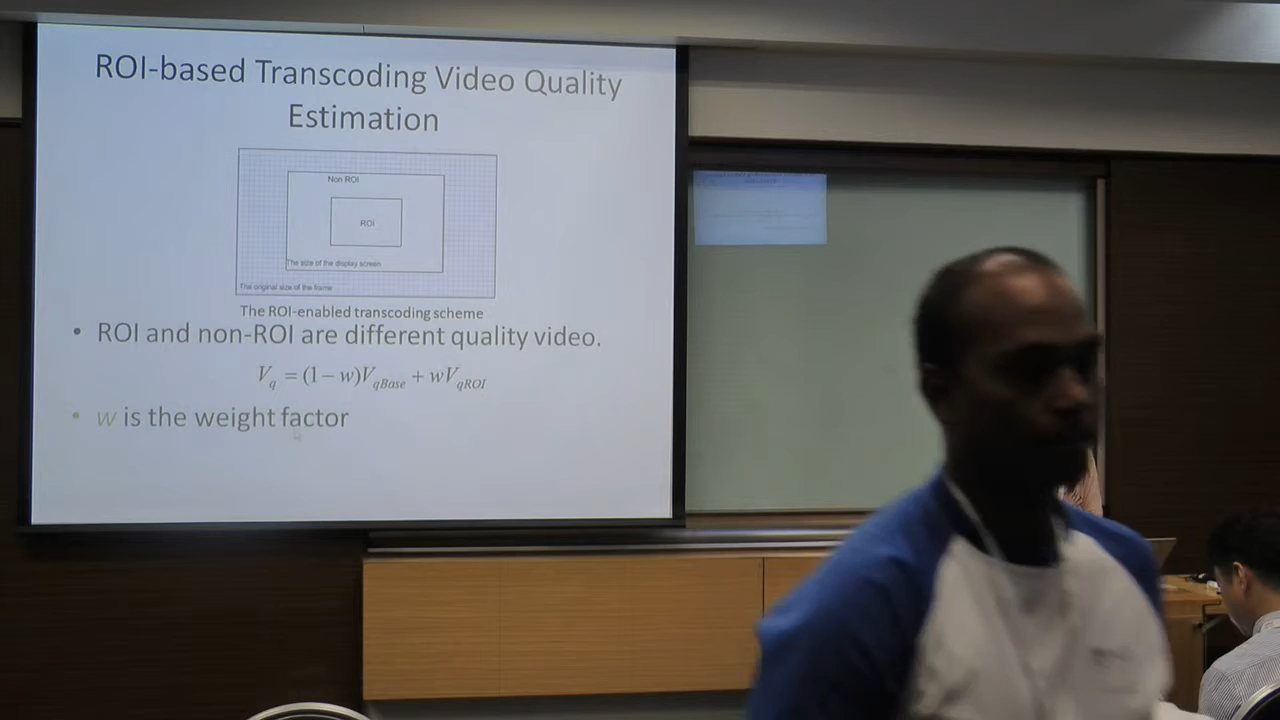 ROI-based Transcoding Video Quality
Estimation
Non ROI
ROI
The size of the display screen
The original size of the frame
The ROI-enabled transcoding scheme
• ROI and non-ROI are different quality video.
V_q = (1 − w)V_qBase + wV_qROI
• w is the weight factor